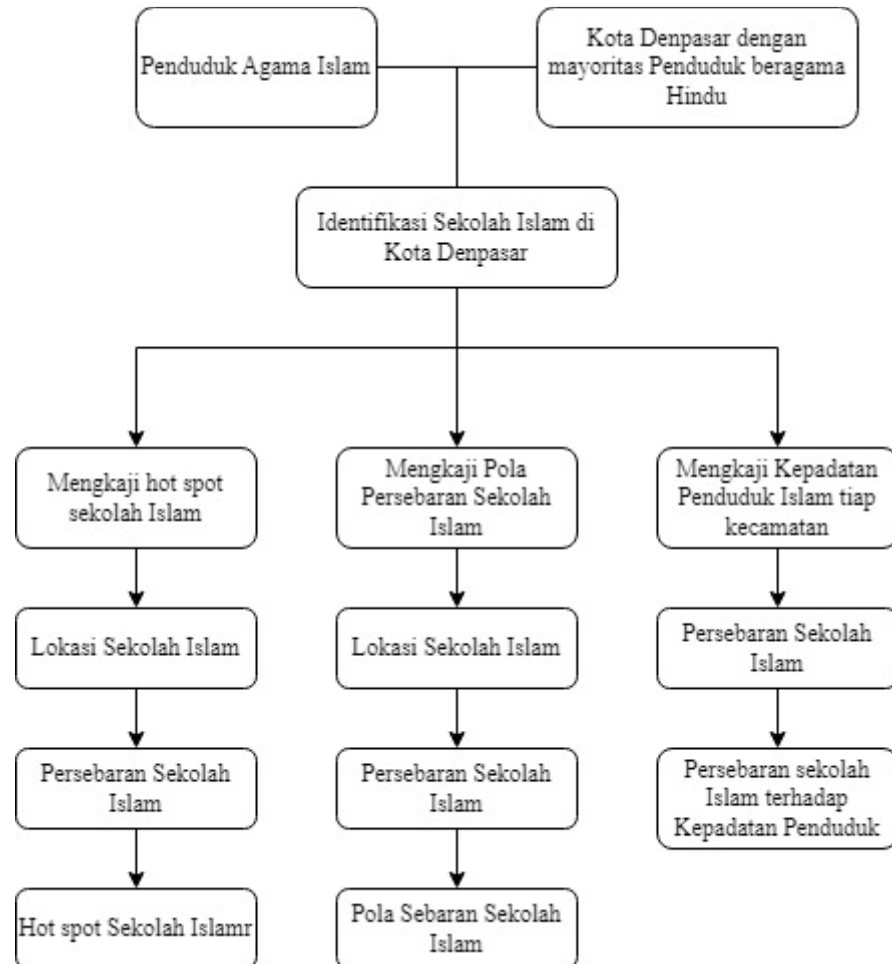 Penduduk Agama Islam
Kota Denpasar dengan
mayoritas Penduduk beragama
Hindu
Identifikasi Sekolah Islam di
Kota Denpasar
Mengkaji hot spot
sekolah Islam
Mengkaji Pola
Persebaran Sekolah
Islam
Mengkaji Kepadatan
Penduduk Islam tiap
kecamatan
Lokasi Sekolah Islam
Lokasi Sekolah Islam
Persebaran Sekolah
Islam
Persebaran Sekolah
Islam
Persebaran Sekolah
Islam
Persebaran sekolah
Islam terhadap
Kepadatan Penduduk
Hot spot Sekolah Islamr
Pola Sebaran Sekolah
Islam